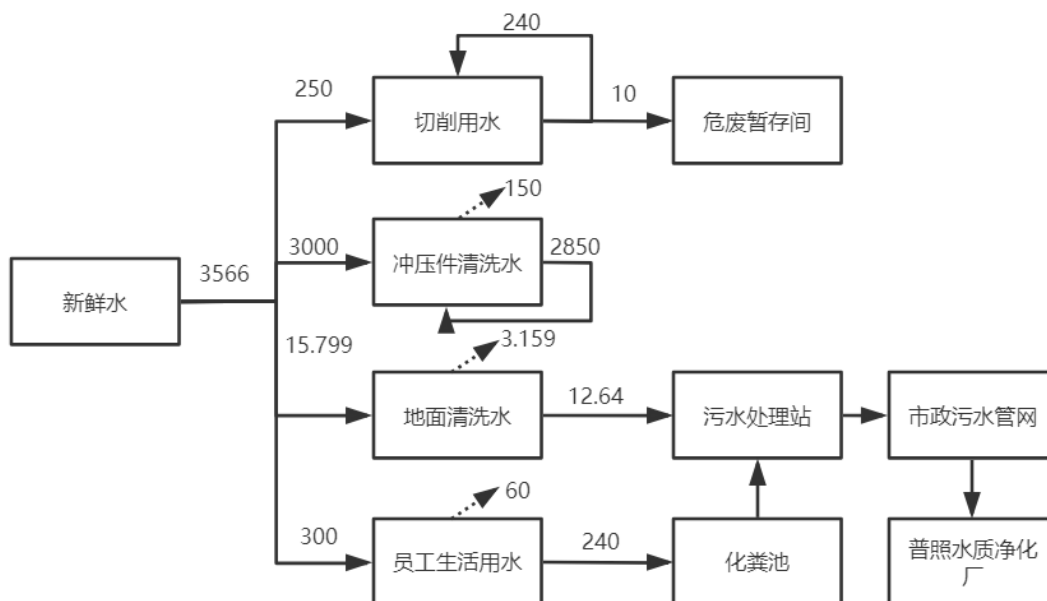 240
250
10
切削用水
危废暂存间
150
3000
2850
3566
冲压件清洗水
新鲜水
15.799
3.159
12.64
地面清洗水
污水处理站
市政污水管网
60
300
240
员工生活用水
化粪池
普照水质净化
厂